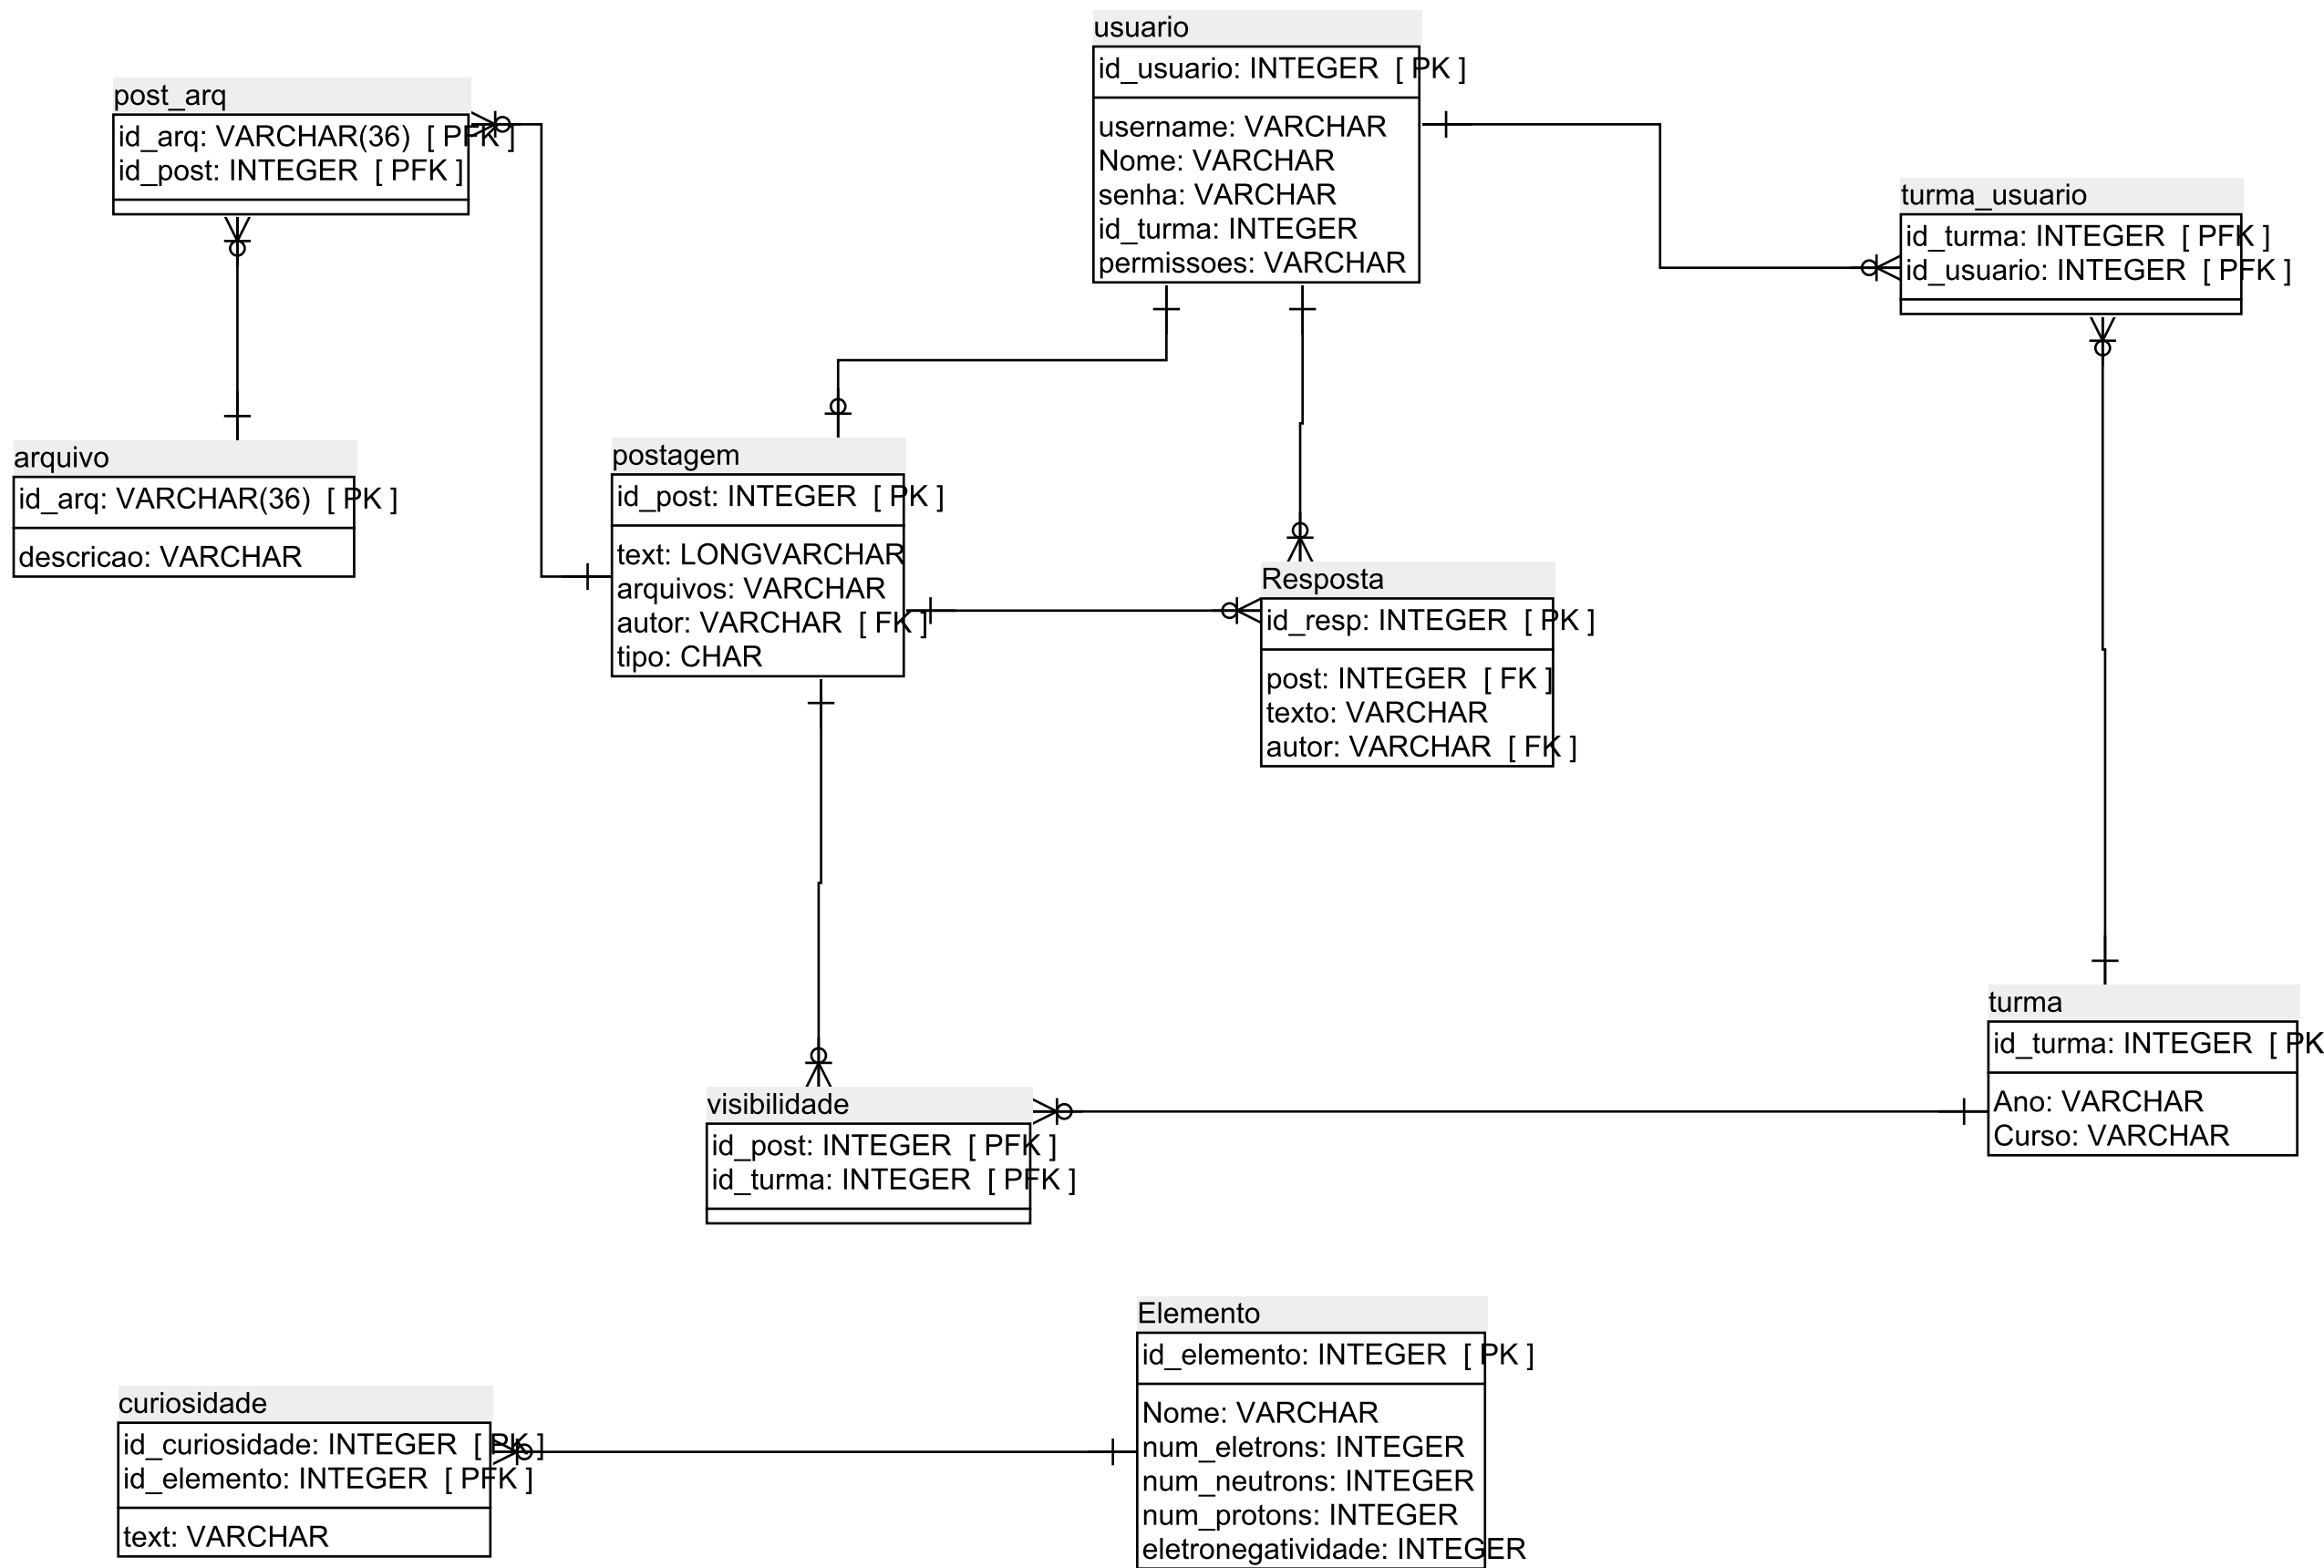 usuario
id_usuario: INTEGER [ PK ]
username: VARCHAR
Nome: VARCHAR
senha: VARCHAR
id_turma: INTEGER
permissoes: VARCHAR
post_arq
id_arq: VARCHAR(36) [ PFK ]
id_post: INTEGER [ PFK ]
turma_usuario
id_turma: INTEGER [ PFK ]
id_usuario: INTEGER [ PFK ]
arquivo
id_arq: VARCHAR(36) [ PK ]
descricao: VARCHAR
postagem
id_post: INTEGER [ PK ]
text: LONGVARCHAR
arquivos: VARCHAR
autor: VARCHAR [ FK ]
tipo: CHAR
Resposta
id_resp: INTEGER [ PK ]
post: INTEGER [ FK ]
texto: VARCHAR
autor: VARCHAR [ FK ]
turma
id_turma: INTEGER [ PK
Ano: VARCHAR
Curso: VARCHAR
visibilidade
id_post: INTEGER [ PFK ]
id_turma: INTEGER [ PFK ]
Elemento
id_elemento: INTEGER [ PK ]
Nome: VARCHAR
num_eletrons: INTEGER
num_neutrons: INTEGER
num_protons: INTEGER
eletronegatividade: INTEGER
curiosidade
id_curiosidade: INTEGER [ PK ]
id_elemento: INTEGER [ PFK ]
text: VARCHAR